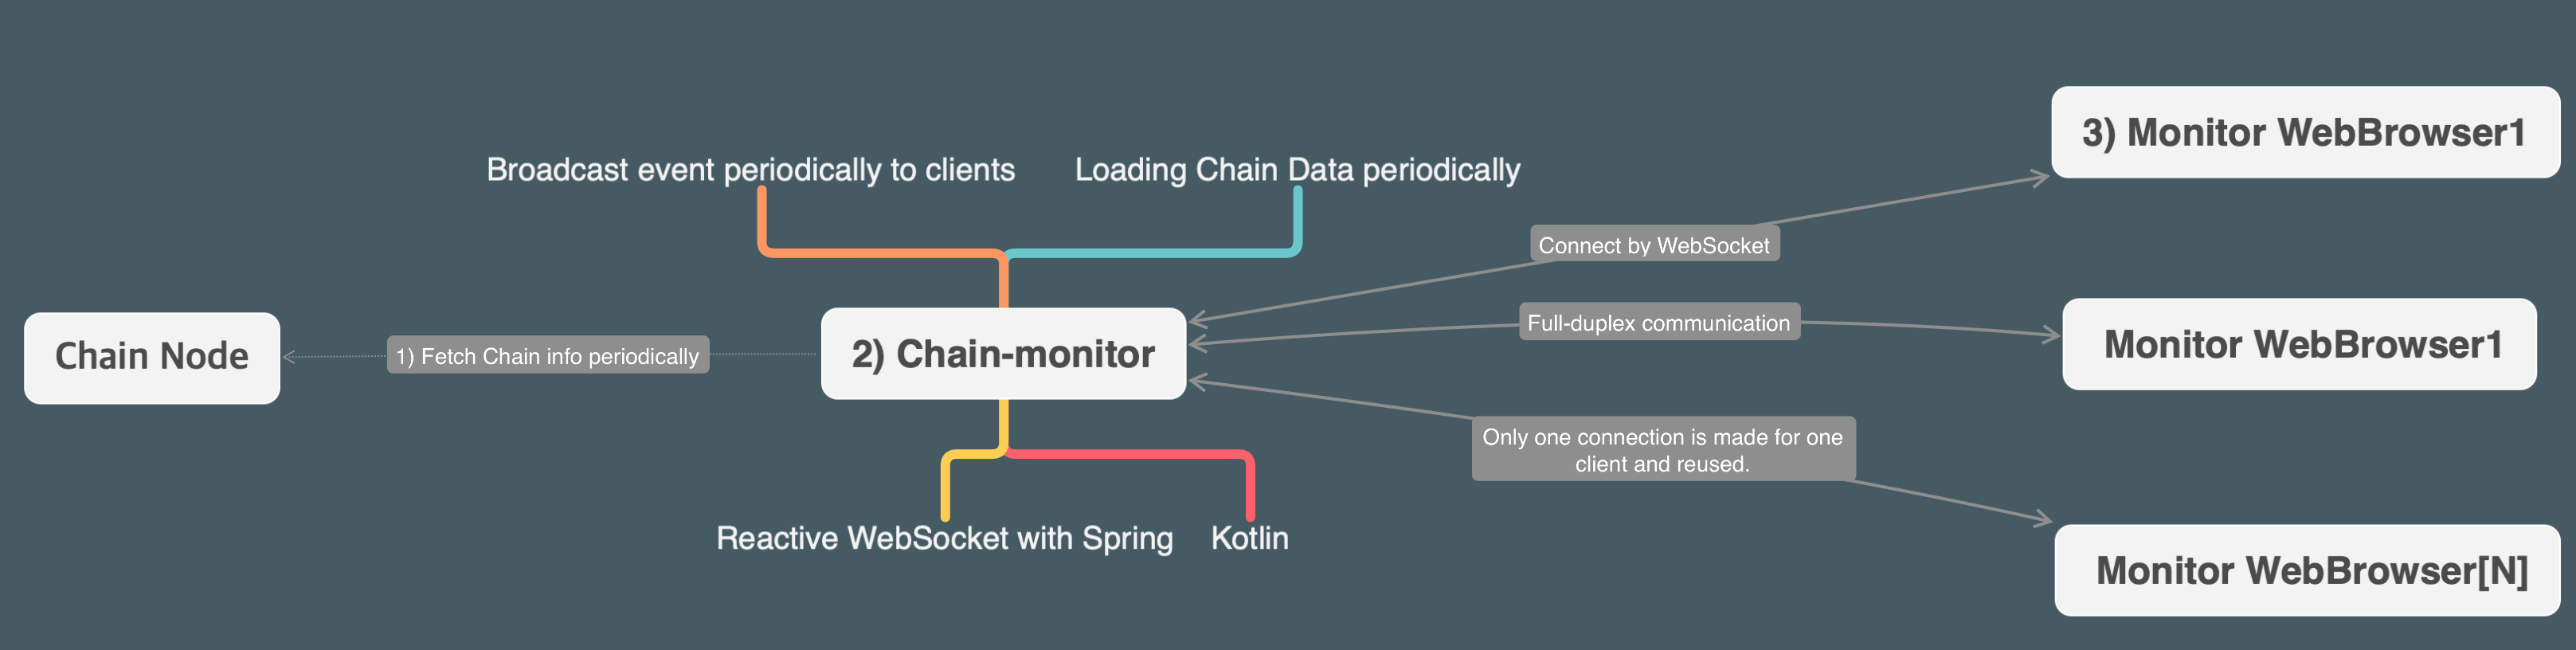 3) Monitor WebBrowser1
Broadcast event periodically to clients
Loading Chain Data periodically
Connect by WebSocket
Full-duplex communication
Monitor WebBrowser1
Chain Node
1) Fetch Chain info periodically
2) Chain-monitor
Only one connection is made for one
client and reused.
Reactive WebSocket with Spring
Kotlin
Monitor WebBrowser[N]